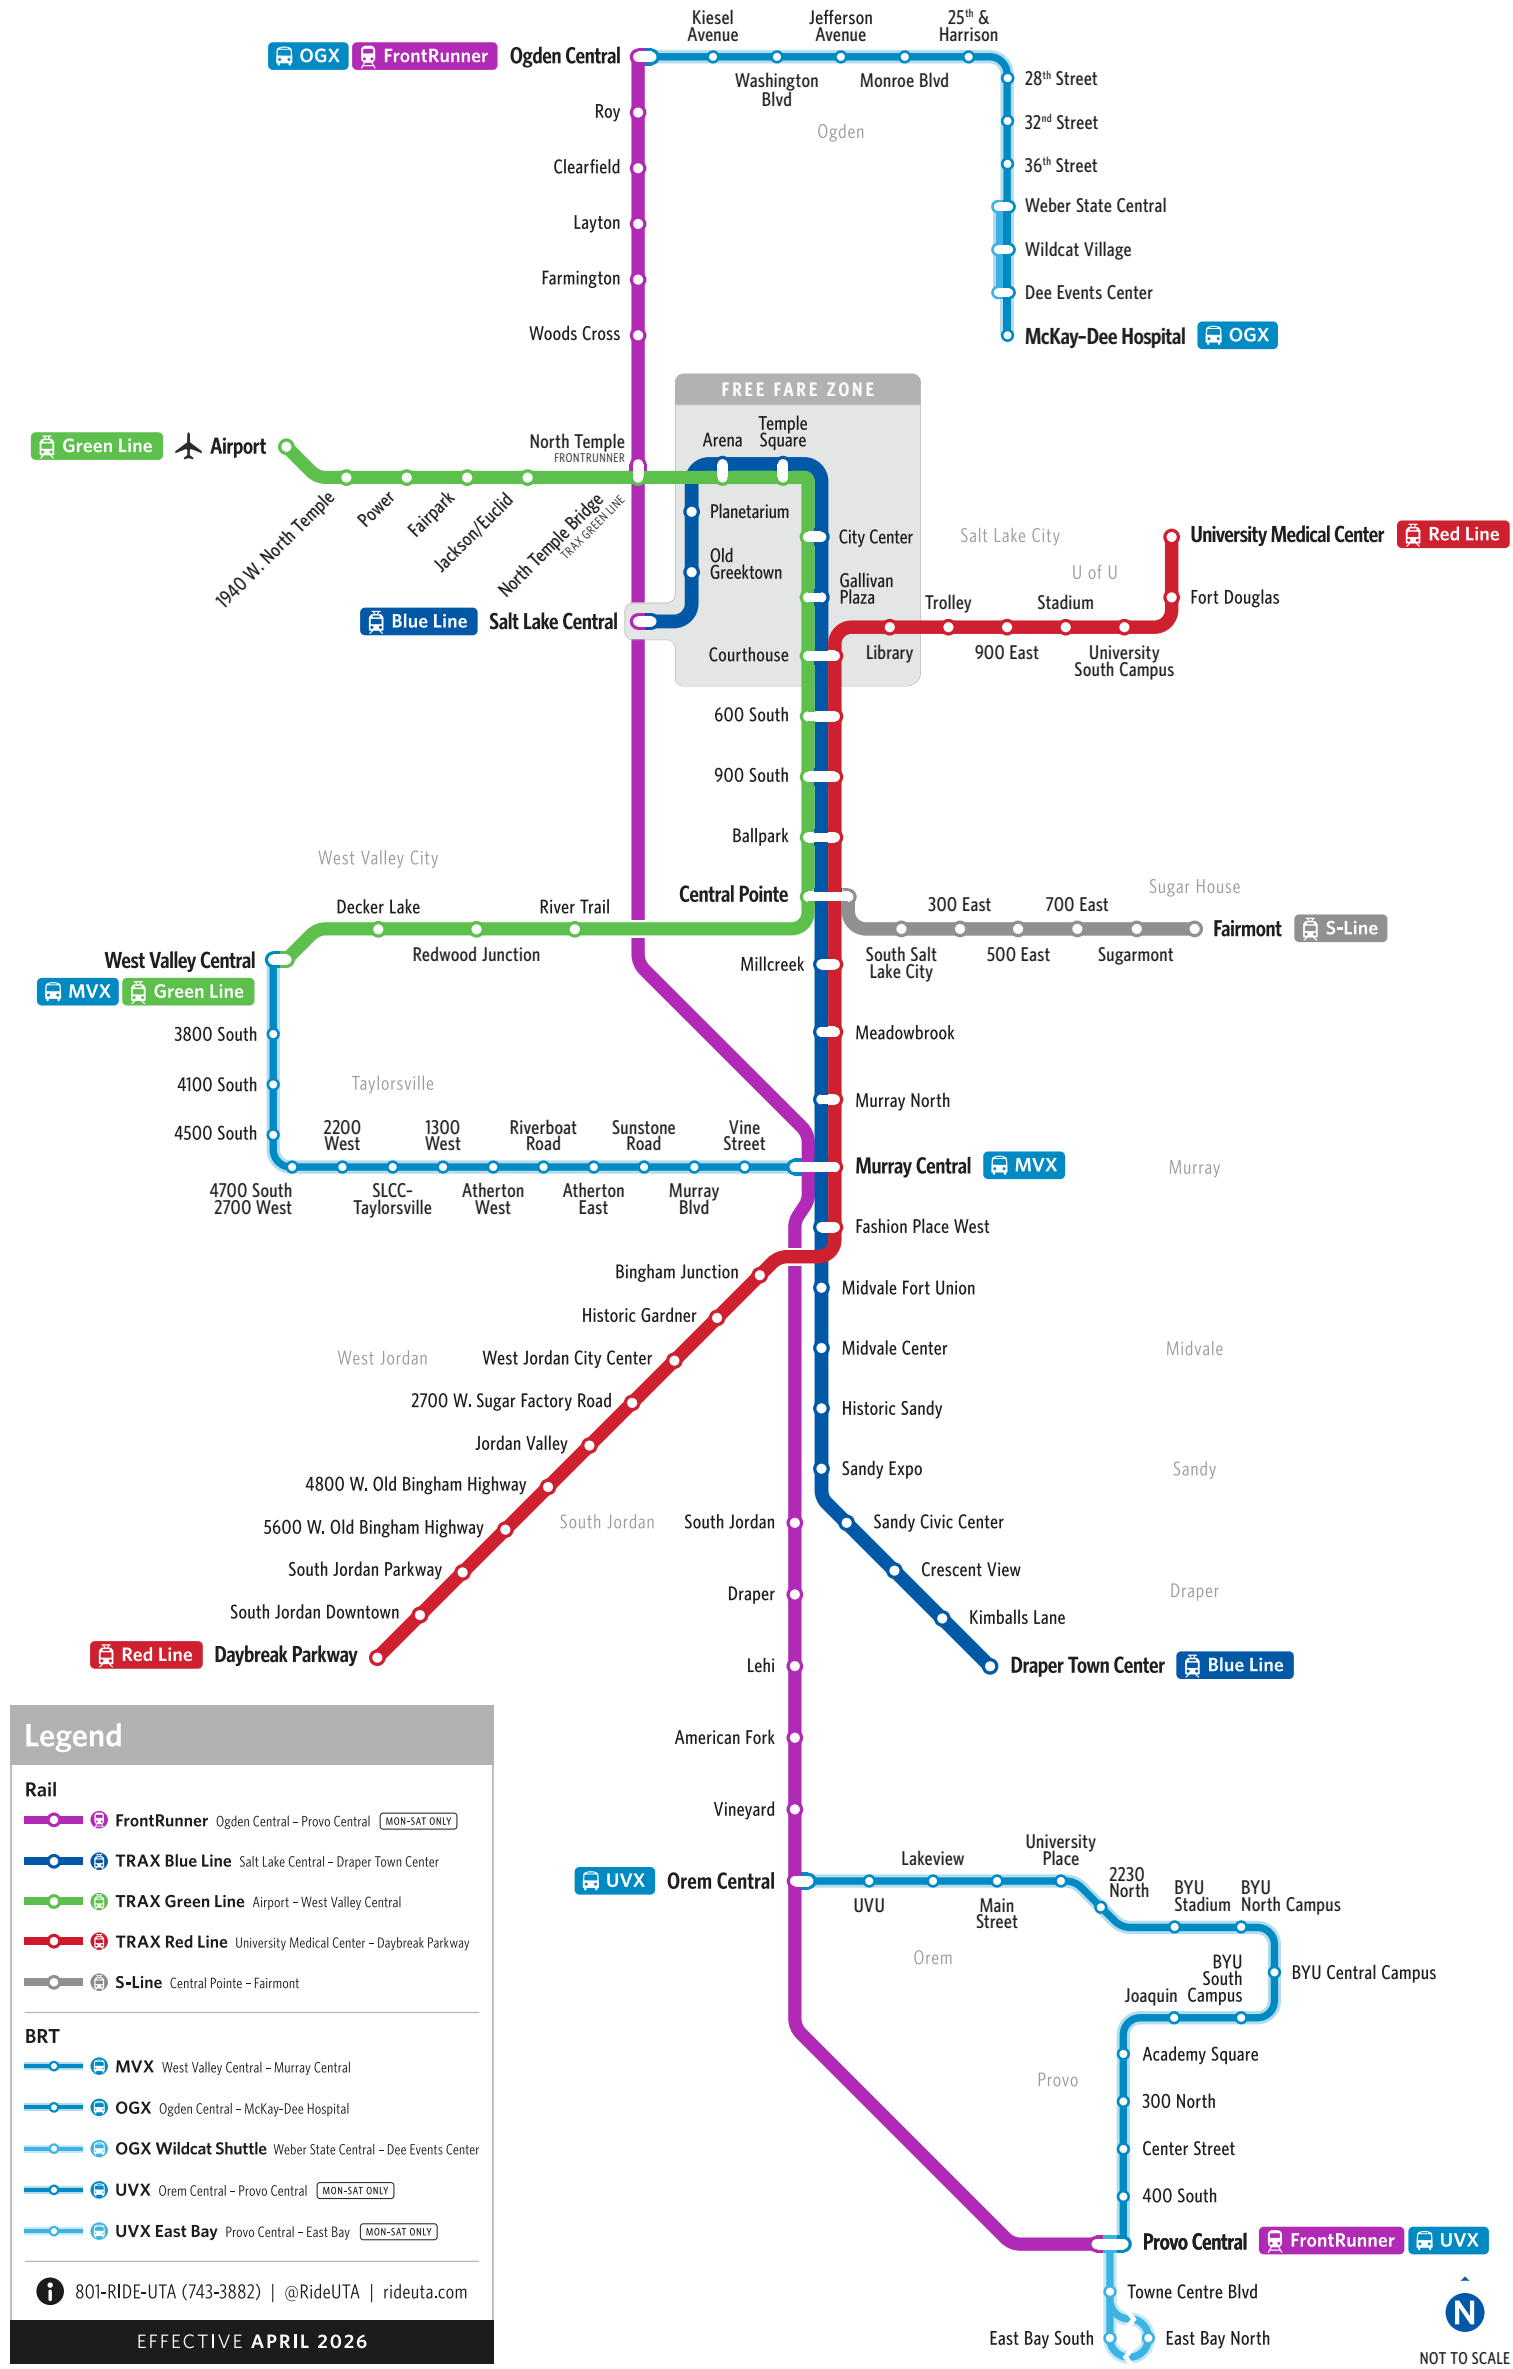 OGX
FrontRunner
Ogden Central
Kiesel
Avenue
Washington
Blvd
Jefferson
Avenue
Monroe Blvd
25th &
Harrison
28th Street
32nd Street
36th Street
Weber State Central
Wildcat Village
Dee Events Center
McKay-Dee Hospital
OGX
Ogden
Roy
Clearfield
Layton
Farmington
Woods Cross
FREE FARE ZONE
Green Line
Airport
1940 W. North Temple
Power
Fairpark
Jackson/Euclid
North Temple
FRONTRUNNER
North Temple Bridge
TRAX GREEN LINE
Arena
Temple
Square
Planetarium
Old
Greektown
Blue Line
Salt Lake Central
City Center
Gallivan
Plaza
Courthouse
Salt Lake City
U of U
University Medical Center
Red Line
Fort Douglas
Library
Trolley
900 East
Stadium
University
South Campus
600 South
900 South
Ballpark
Central Pointe
West Valley City
Decker Lake
Redwood Junction
River Trail
West Valley Central
MVX
Green Line
Sugar House
South Salt
Lake City
300 East
500 East
700 East
Sugarmont
Fairmont
S-Line
Millcreek
Meadowbrook
Murray North
3800 South
4100 South
4500 South
Taylorsville
4700 South
2700 West
2200
West
SLCC-
Taylorsville
1300
West
Atherton
West
Riverboat
Road
Atherton
East
Sunstone
Road
Murray
Blvd
Vine
Street
Murray Central
MVX
Murray
Fashion Place West
Bingham Junction
Historic Gardner
West Jordan City Center
West Jordan
2700 W. Sugar Factory Road
Jordan Valley
4800 W. Old Bingham Highway
5600 W. Old Bingham Highway
South Jordan Parkway
South Jordan Downtown
Red Line
Daybreak Parkway
Midvale Fort Union
Midvale Center
Midvale
Historic Sandy
Sandy Expo
Sandy
Sandy Civic Center
Crescent View
Kimballs Lane
Draper
Draper Town Center
Blue Line
South Jordan
South Jordan
Draper
Lehi
American Fork
Vineyard
UVX
Orem Central
UVU
Lakeview
Main
Street
University
Place
2230
North
BYU
Stadium
BYU
North Campus
BYU Central Campus
BYU
South
Campus
Joaquin
Orem
Academy Square
Provo
300 North
Center Street
400 South
Provo Central
FrontRunner
UVX
Towne Centre Blvd
East Bay South
East Bay North
N
NOT TO SCALE
Legend
Rail
FrontRunner Ogden Central – Provo Central MON-SAT ONLY
TRAX Blue Line Salt Lake Central – Draper Town Center
TRAX Green Line Airport – West Valley Central
TRAX Red Line University Medical Center – Daybreak Parkway
S-Line Central Pointe – Fairmont
BRT
MVX West Valley Central – Murray Central
OGX Ogden Central – McKay-Dee Hospital
OGX Wildcat Shuttle Weber State Central – Dee Events Center
UVX Orem Central – Provo Central MON-SAT ONLY
UVX East Bay Provo Central – East Bay MON-SAT ONLY
801-RIDE-UTA (743-3882) | @RideUTA | rideuta.com
EFFECTIVE APRIL 2026